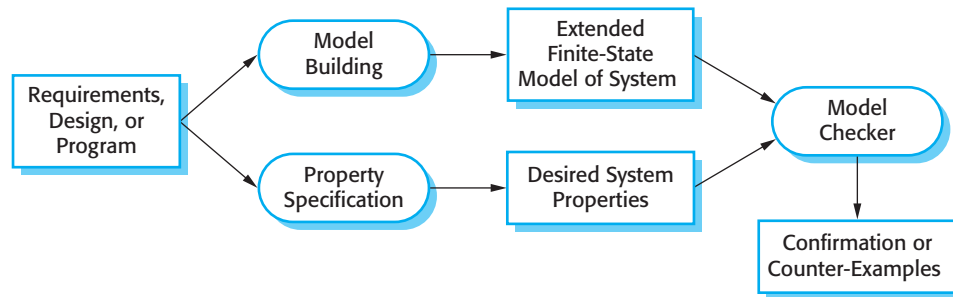 Requirements,
Design, or
Program
Model
Building
Extended
Finite-State
Model of System
Property
Specification
Desired System
Properties
Model
Checker
Confirmation or
Counter-Examples